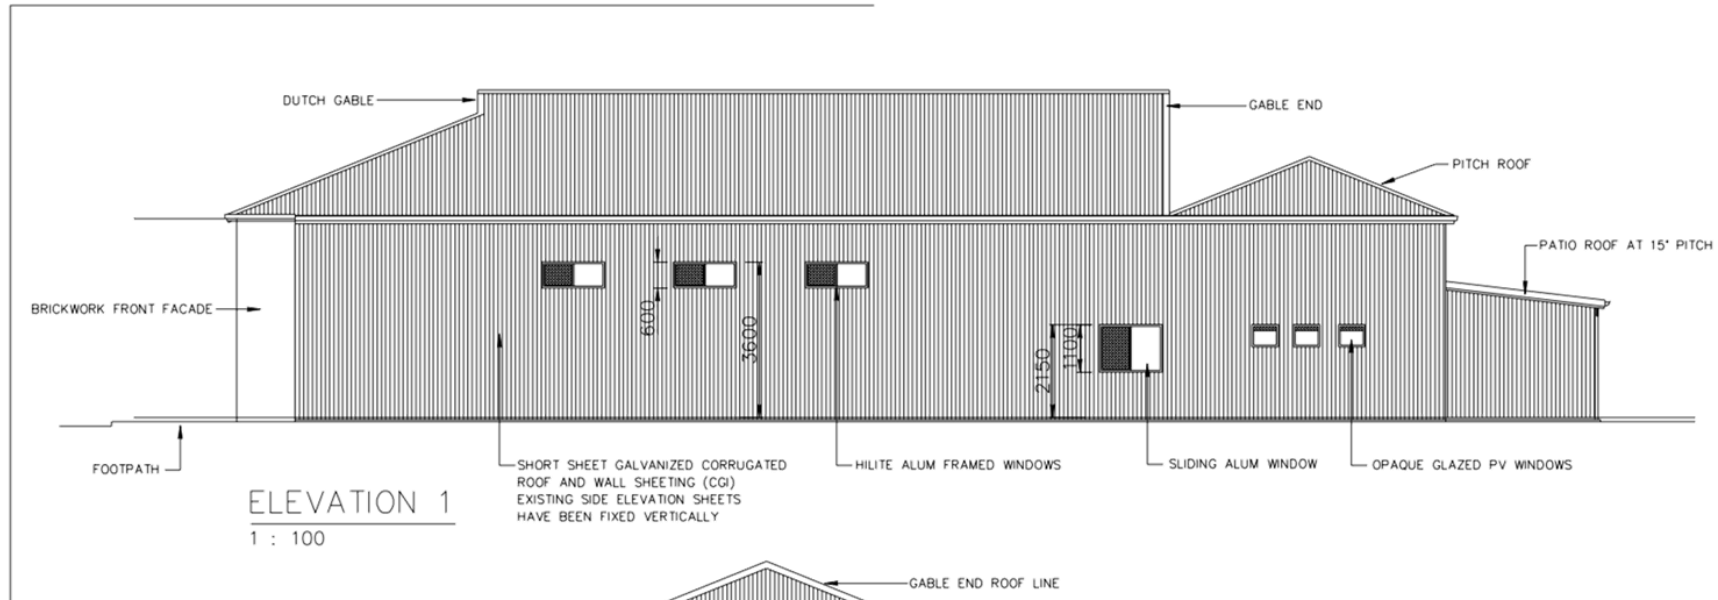 DUTCH GABLE
GABLE END
PITCH ROOF
PATIO ROOF AT 15° PITCH
BRICKWORK FRONT FACADE
600
3600
2150
1100
FOOTPATH
SHORT SHEET GALVANIZED CORRUGATED
ROOF AND WALL SHEETING (CGI)
EXISTING SIDE ELEVATION SHEETS
HAVE BEEN FIXED VERTICALLY
HILITE ALUM FRAMED WINDOWS
SLIDING ALUM WINDOW
OPAQUE GLAZED PV WINDOWS
ELEVATION 1
1 : 100
GABLE END ROOF LINE